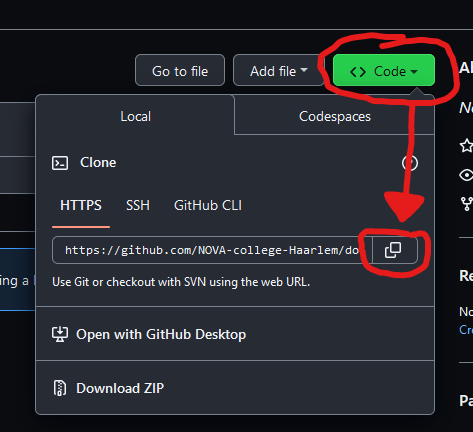 Go to file
Add file
<> Code
Al
Local
Codespaces
No
Clone
HTTPS
SSH
GitHub CLI
https://github.com/NOVA-college-Haarlem/do
ing a
Use Git or checkout with SVN using the web URL.
Re
No
Cre
Open with GitHub Desktop
Download ZIP
Pa